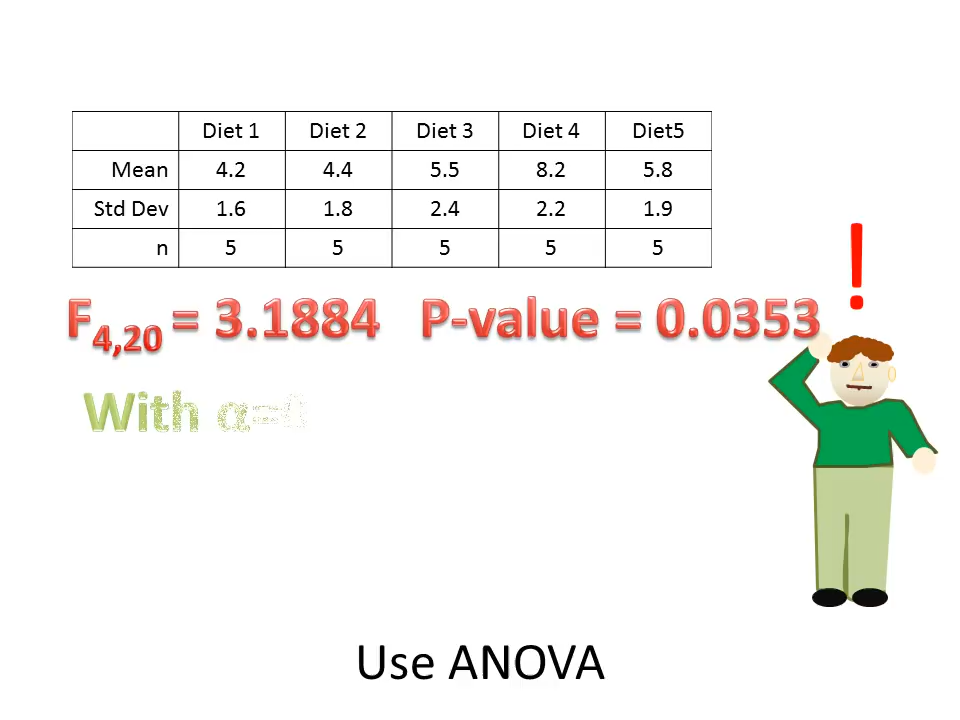 Diet 1 Diet 2 Diet 3 Diet 4 Diet5
Mean 4.2 4.4 5.5 8.2 5.8
Std Dev 1.6 1.8 2.4 2.2 1.9
n 5 5 5 5 5
!
F4,20 = 3.1884 P-value = 0.0353
With α=
Use ANOVA